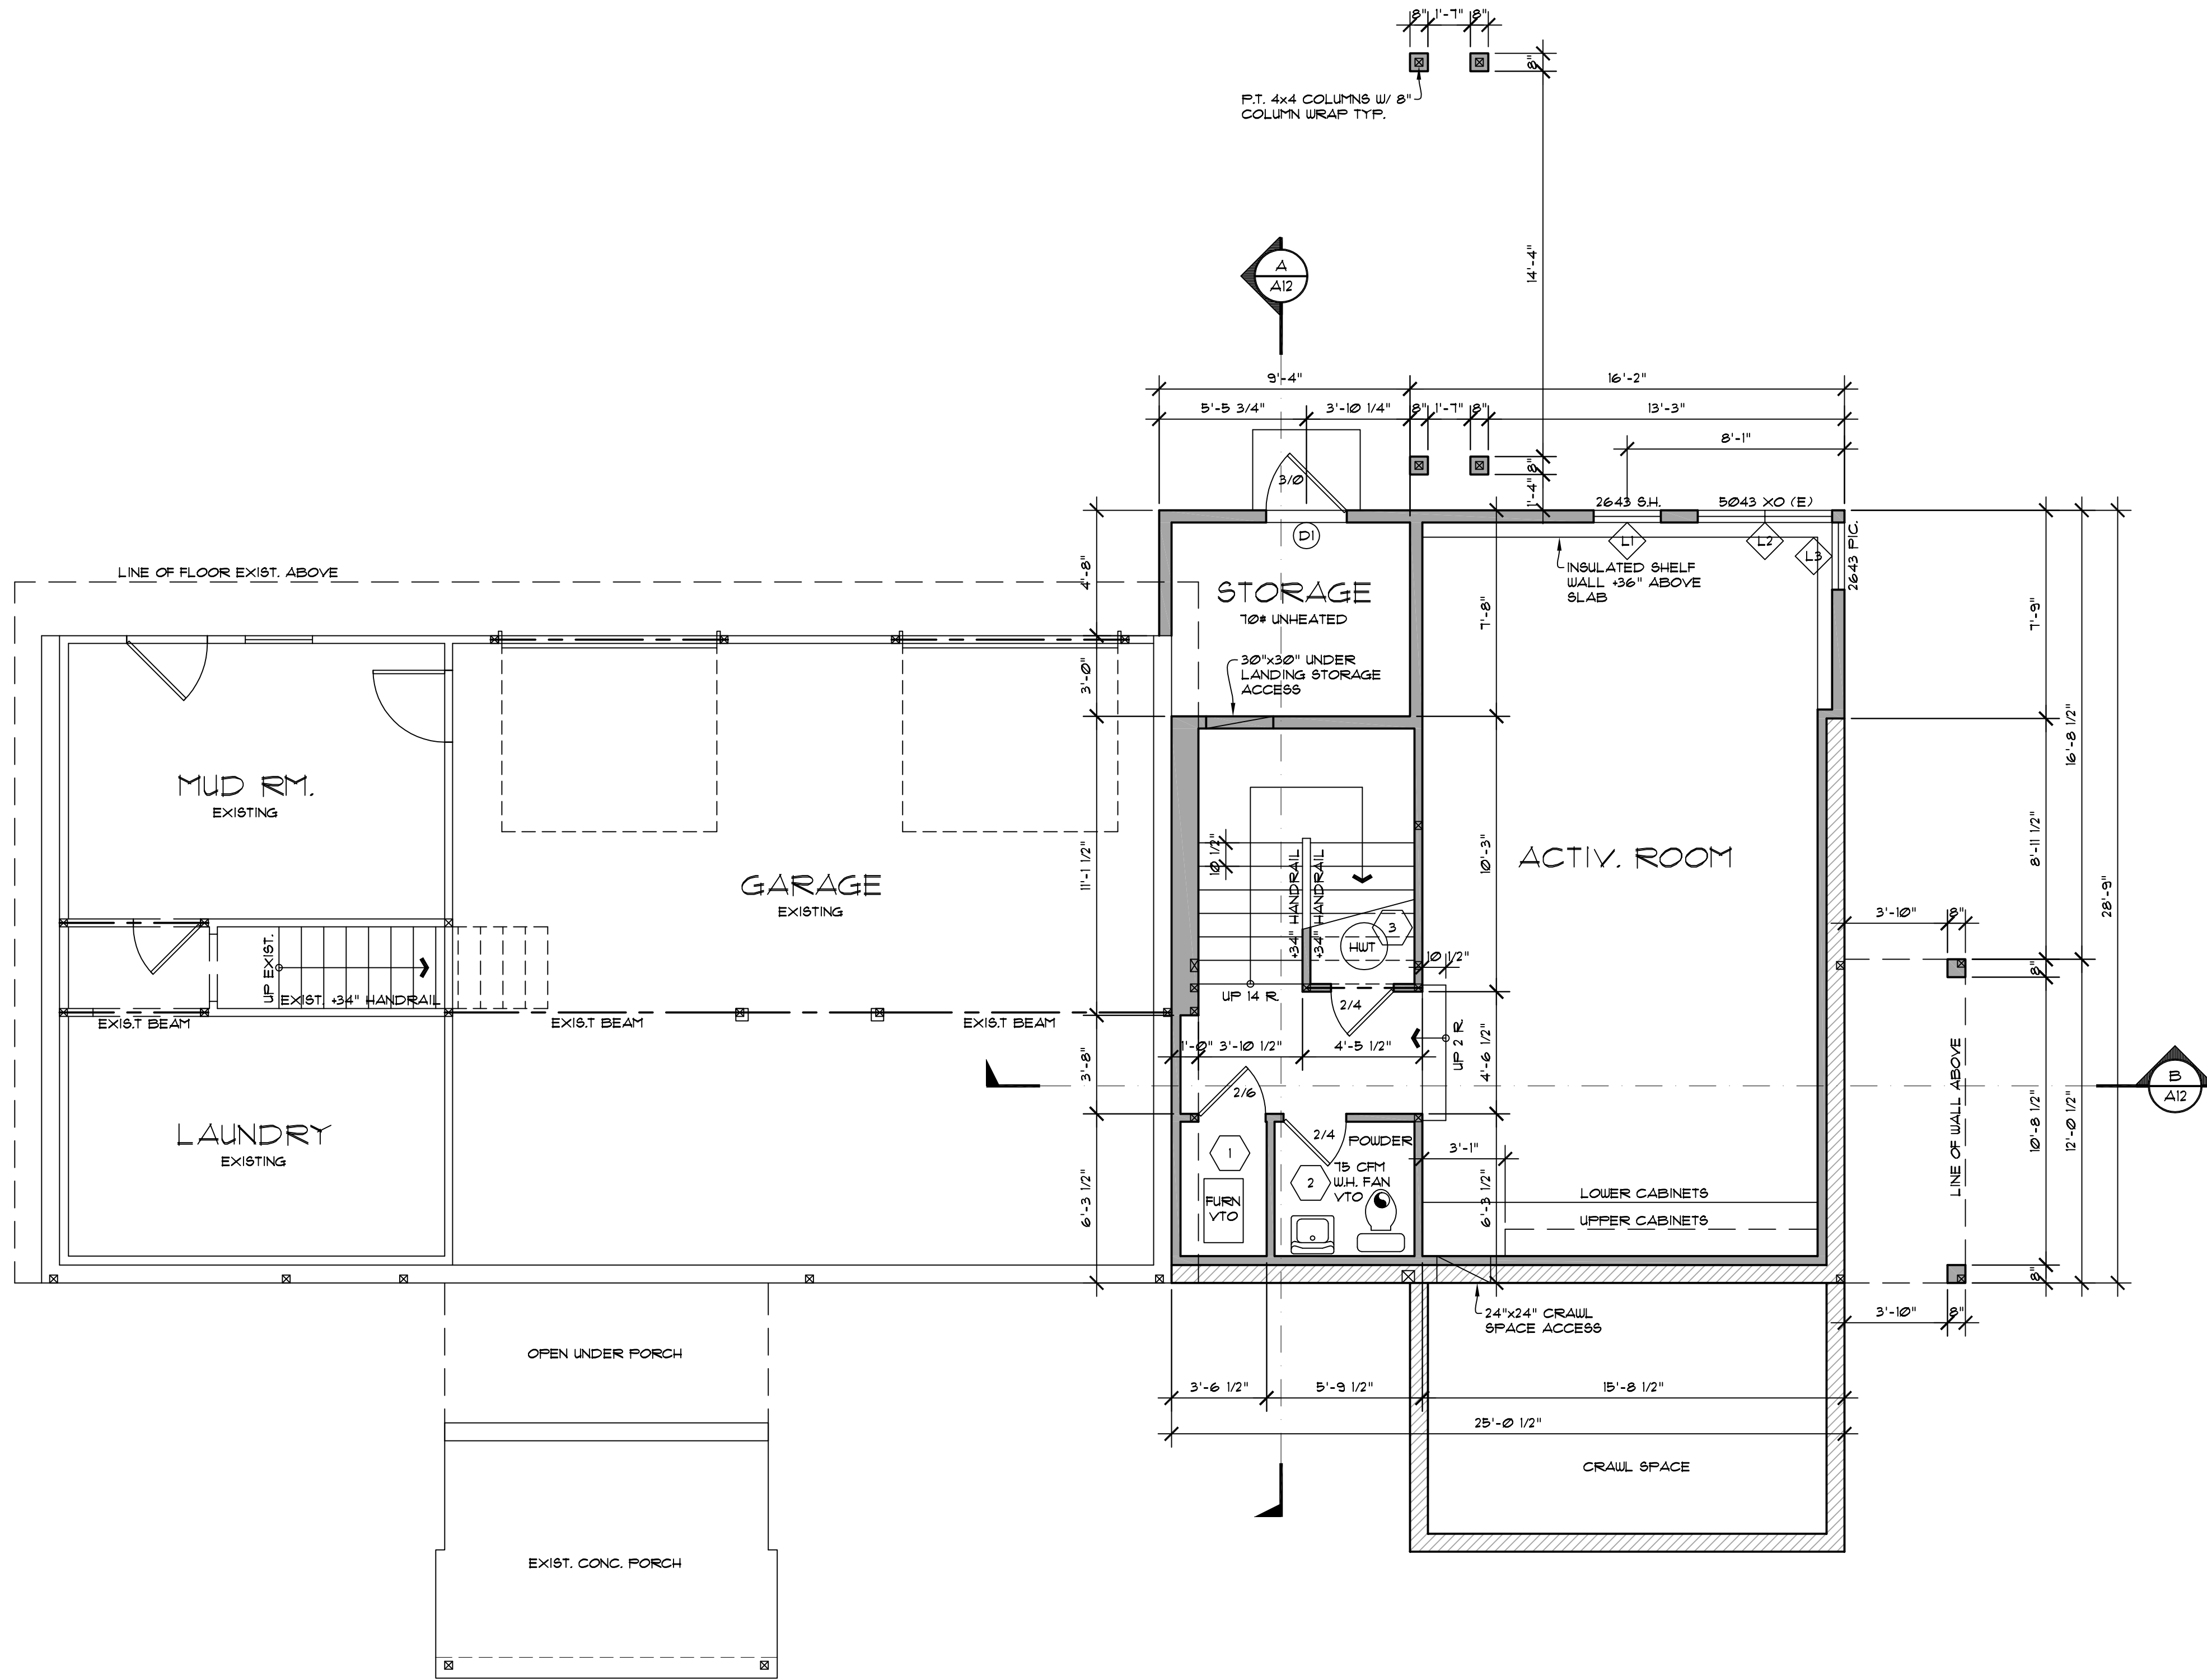 8" 1'-7" 8"
8"
P.T. 4x4 COLUMNS W/ 8"
COLUMN WRAP TYP.
14'-4"
A
A12
9'-4" 16'-2"
5'-5 3/4" 3'-10 1/4" 8" 1'-7" 8" 13'-3"
8'-1"
3/0
8"
1'-4"
2643 S.H. 5043 XO (E)
D1
L1 L2 L3
2643 PIC.
LINE OF FLOOR EXIST. ABOVE
4'-8"
STORAGE
70# UNHEATED
INSULATED SHELF
WALL +36" ABOVE
SLAB
7'-8"
7'-9"
30"x30" UNDER
LANDING STORAGE
ACCESS
3'-0"
16'-8 1/2"
MUD RM.
EXISTING
GARAGE
EXISTING
11'-1 1/2"
10 1/2"
+34" HANDRAIL
+34" HANDRAIL
10'-3"
ACTIV. ROOM
8'-11 1/2"
28'-9"
3
HWT
3'-10" 8"
10 1/2"
8"
UP EXIST.
EXIST. +34" HANDRAIL
UP 14 R.
2/4
EXIS.T BEAM
EXIS.T BEAM
EXIS.T BEAM
1'-0" 3'-10 1/2" 4'-5 1/2"
UP 2 R.
4'-6 1/2"
3'-8"
LINE OF WALL ABOVE
B
A12
2/6
10'-8 1/2"
12'-0 1/2"
LAUNDRY
EXISTING
2/4
POWDER
1
3'-1"
75 CFM
W.H. FAN
VTO
2
FURN
VTO
6'-3 1/2"
6'-3 1/2"
LOWER CABINETS
UPPER CABINETS
8"
24"x24" CRAWL
SPACE ACCESS
3'-10" 8"
OPEN UNDER PORCH
3'-6 1/2" 5'-9 1/2" 15'-8 1/2"
25'-0 1/2"
CRAWL SPACE
EXIST. CONC. PORCH